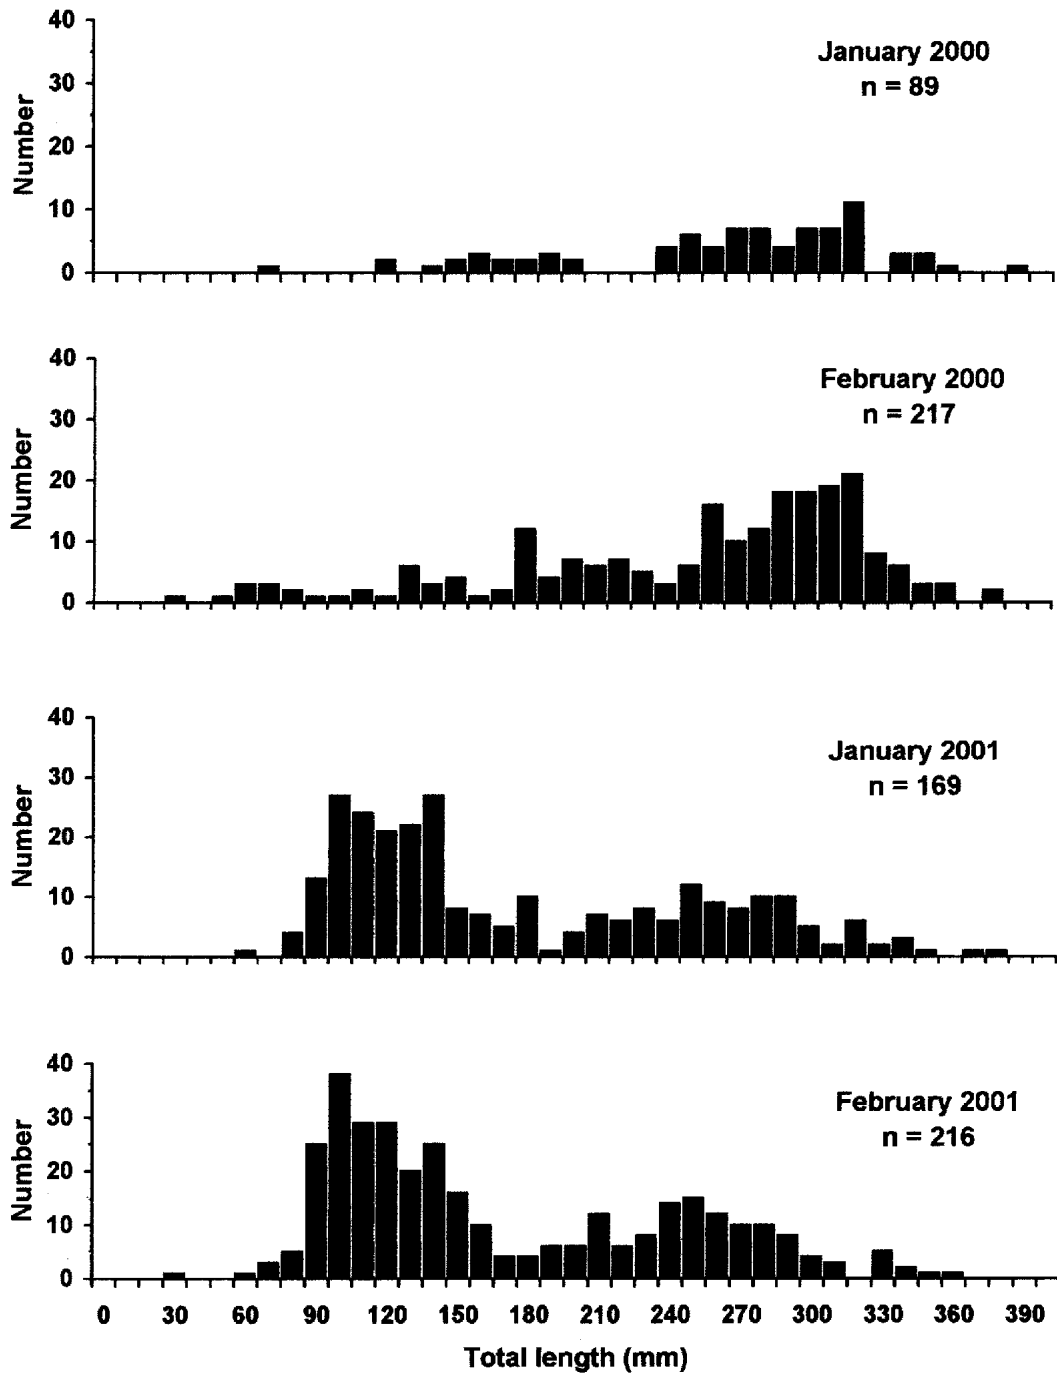 January 2000
n = 89
40
30
20
10
0
Number
February 2000
n = 217
40
30
20
10
0
Number
January 2001
n = 169
40
30
20
10
0
Number
February 2001
n = 216
40
30
20
10
0
Number
0 30 60 90 120 150 180 210 240 270 300 330 360 390
Total length (mm)